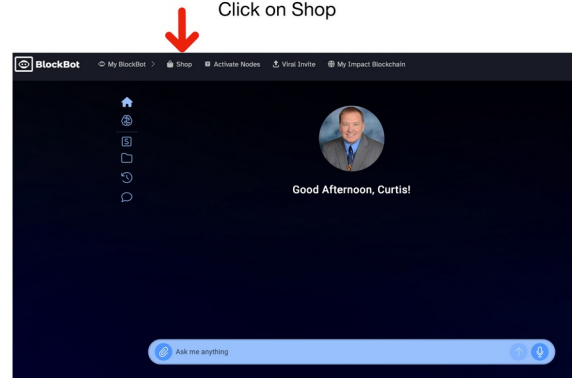 Click on Shop
BlockBot
My BlockBot > Shop Activate Nodes Viral Invite My Impact Blockchain
Good Afternoon, Curtis!
Ask me anything